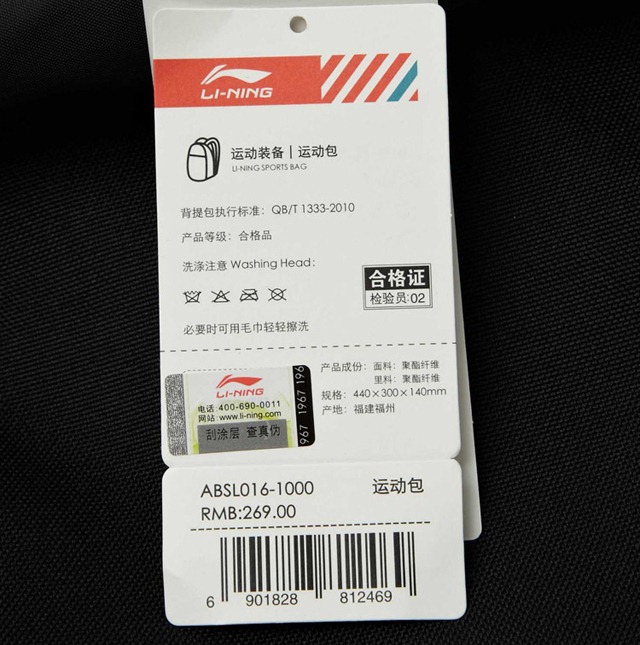 LI-NING
运动装备 | 运动包
LI-NING SPORTS BAG
背提包执行标准：QB/T 1333-2010
产品等级：合格品
洗涤注意 Washing Head：
合格证
检验员:02
必要时可用毛巾轻轻擦洗
产品成份：面料：聚酯纤维
里料：聚酯纤维
规格：440×300×140mm
产地：福建福州
LI-NING
电话:400-690-0011
网站:www.li-ning.com
刮涂层 查真伪
967 1967 196
ABSL016-1000 运动包
RMB:269.00
6 901828 812469